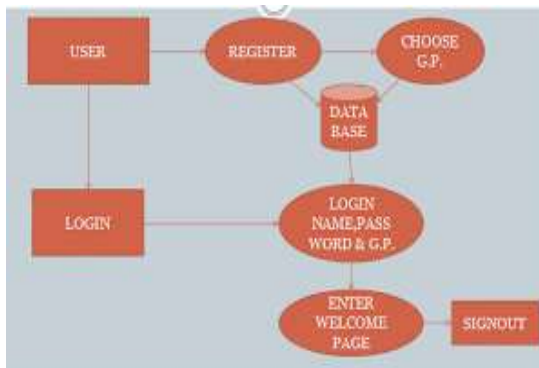 USER
REGISTER
CHOOSE
G.P.
DATA
BASE
LOGIN
LOGIN
NAME,PASS
WORD & G.P.
ENTER
WELCOME
PAGE
SIGNOUT